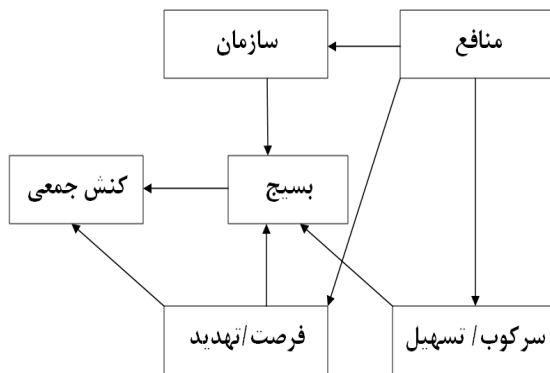 منافع
سازمان
بسیج
کنش جمعی
سرکوب/ تسهیل
فرصت/تهدید